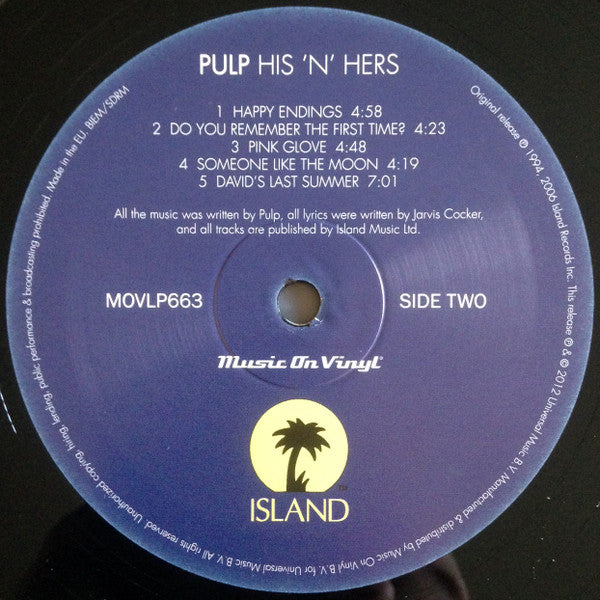 PULP HIS 'N' HERS
1 HAPPY ENDINGS 4:58
2 DO YOU REMEMBER THE FIRST TIME? 4:23
3 PINK GLOVE 4:48
4 SOMEONE LIKE THE MOON 4:19
5 DAVID'S LAST SUMMER 7:01
All the music was written by Pulp, all lyrics were written by Jarvis Cocker,
and all tracks are published by Island Music Ltd.
MOVLP663
SIDE TWO
Music On Vinyl®
ISLAND™
Original release ℗ 1994, 2006 Island Records Inc. This release ℗ & © 2012 Universal Music B.V. Manufactured & distributed by Music On Vinyl B.V. for Universal Music B.V. All rights reserved. Unauthorized copying, hiring, lending, public performance & broadcasting prohibited. Made in the EU. BIEM/SDRM